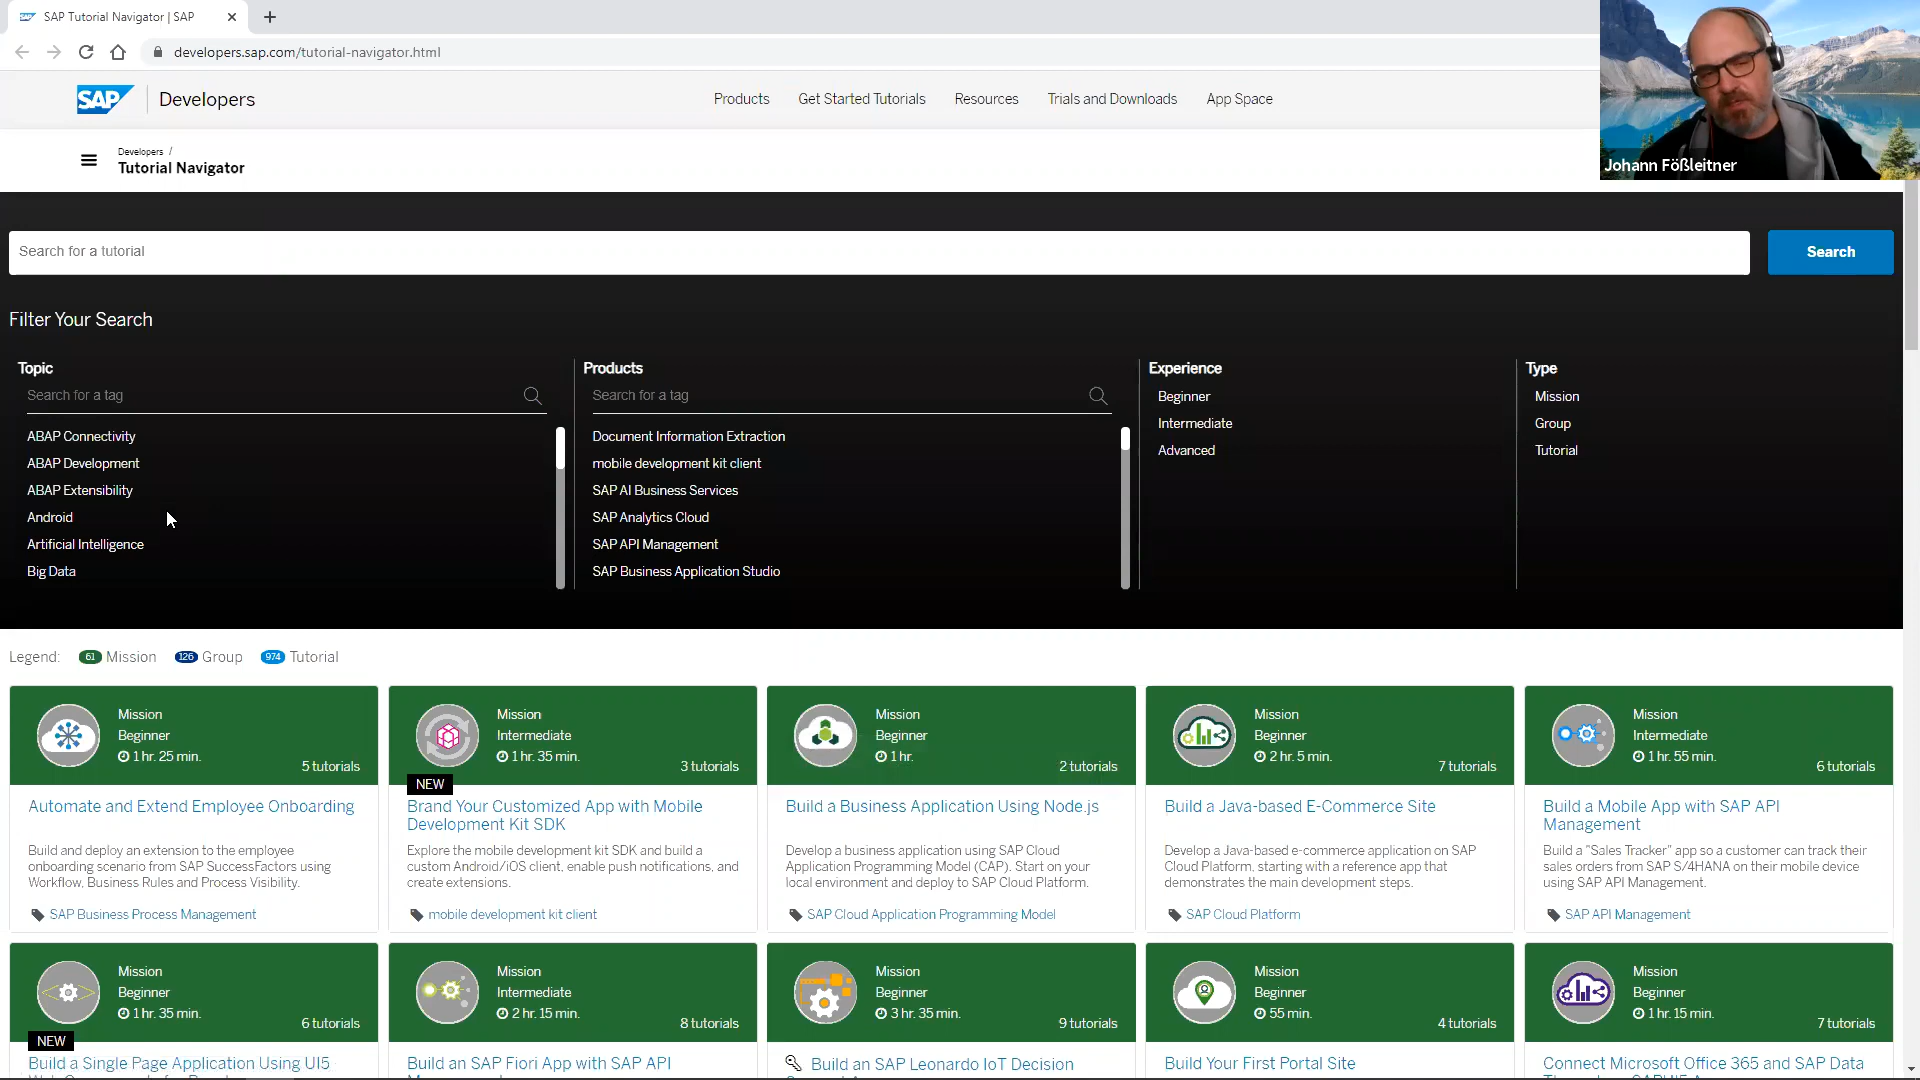 SAP Tutorial Navigator | SAP
developers.sap.com/tutorial-navigator.html
SAP
Developers
Products
Get Started Tutorials
Resources
Trials and Downloads
App Space
Johann Fößleitner
Developers /
Tutorial Navigator
Search for a tutorial
Search
Filter Your Search
Topic
Search for a tag
ABAP Connectivity
ABAP Development
ABAP Extensibility
Android
Artificial Intelligence
Big Data
Products
Search for a tag
Document Information Extraction
mobile development kit client
SAP AI Business Services
SAP Analytics Cloud
SAP API Management
SAP Business Application Studio
Experience
Beginner
Intermediate
Advanced
Type
Mission
Group
Tutorial
Legend: 61 Mission 126 Group 974 Tutorial
Mission
Beginner
1 hr. 25 min.
5 tutorials
Automate and Extend Employee Onboarding
Build and deploy an extension to the employee
onboarding scenario from SAP SuccessFactors using
Workflow, Business Rules and Process Visibility.
SAP Business Process Management
Mission
Intermediate
1 hr. 35 min.
3 tutorials
NEW
Brand Your Customized App with Mobile
Development Kit SDK
Explore the mobile development kit SDK and build a
custom Android/iOS client, enable push notifications, and
create extensions.
mobile development kit client
Mission
Beginner
1 hr.
2 tutorials
Build a Business Application Using Node.js
Develop a business application using SAP Cloud
Application Programming Model (CAP). Start on your
local environment and deploy to SAP Cloud Platform.
SAP Cloud Application Programming Model
Mission
Beginner
2 hr. 5 min.
7 tutorials
Build a Java-based E-Commerce Site
Develop a Java-based e-commerce application on SAP
Cloud Platform, starting with a reference app that
demonstrates the main development steps.
SAP Cloud Platform
Mission
Intermediate
1 hr. 55 min.
6 tutorials
Build a Mobile App with SAP API
Management
Build a "Sales Tracker" app so a customer can track their
sales orders from SAP S/4HANA on their mobile device
using SAP API Management.
SAP API Management
Mission
Beginner
1 hr. 35 min.
6 tutorials
NEW
Build a Single Page Application Using UI5
Mission
Intermediate
2 hr. 15 min.
8 tutorials
Build an SAP Fiori App with SAP API
Mission
Beginner
3 hr. 35 min.
9 tutorials
Build an SAP Leonardo IoT Decision
Mission
Beginner
55 min.
4 tutorials
Build Your First Portal Site
Mission
Beginner
1 hr. 15 min.
7 tutorials
Connect Microsoft Office 365 and SAP Data